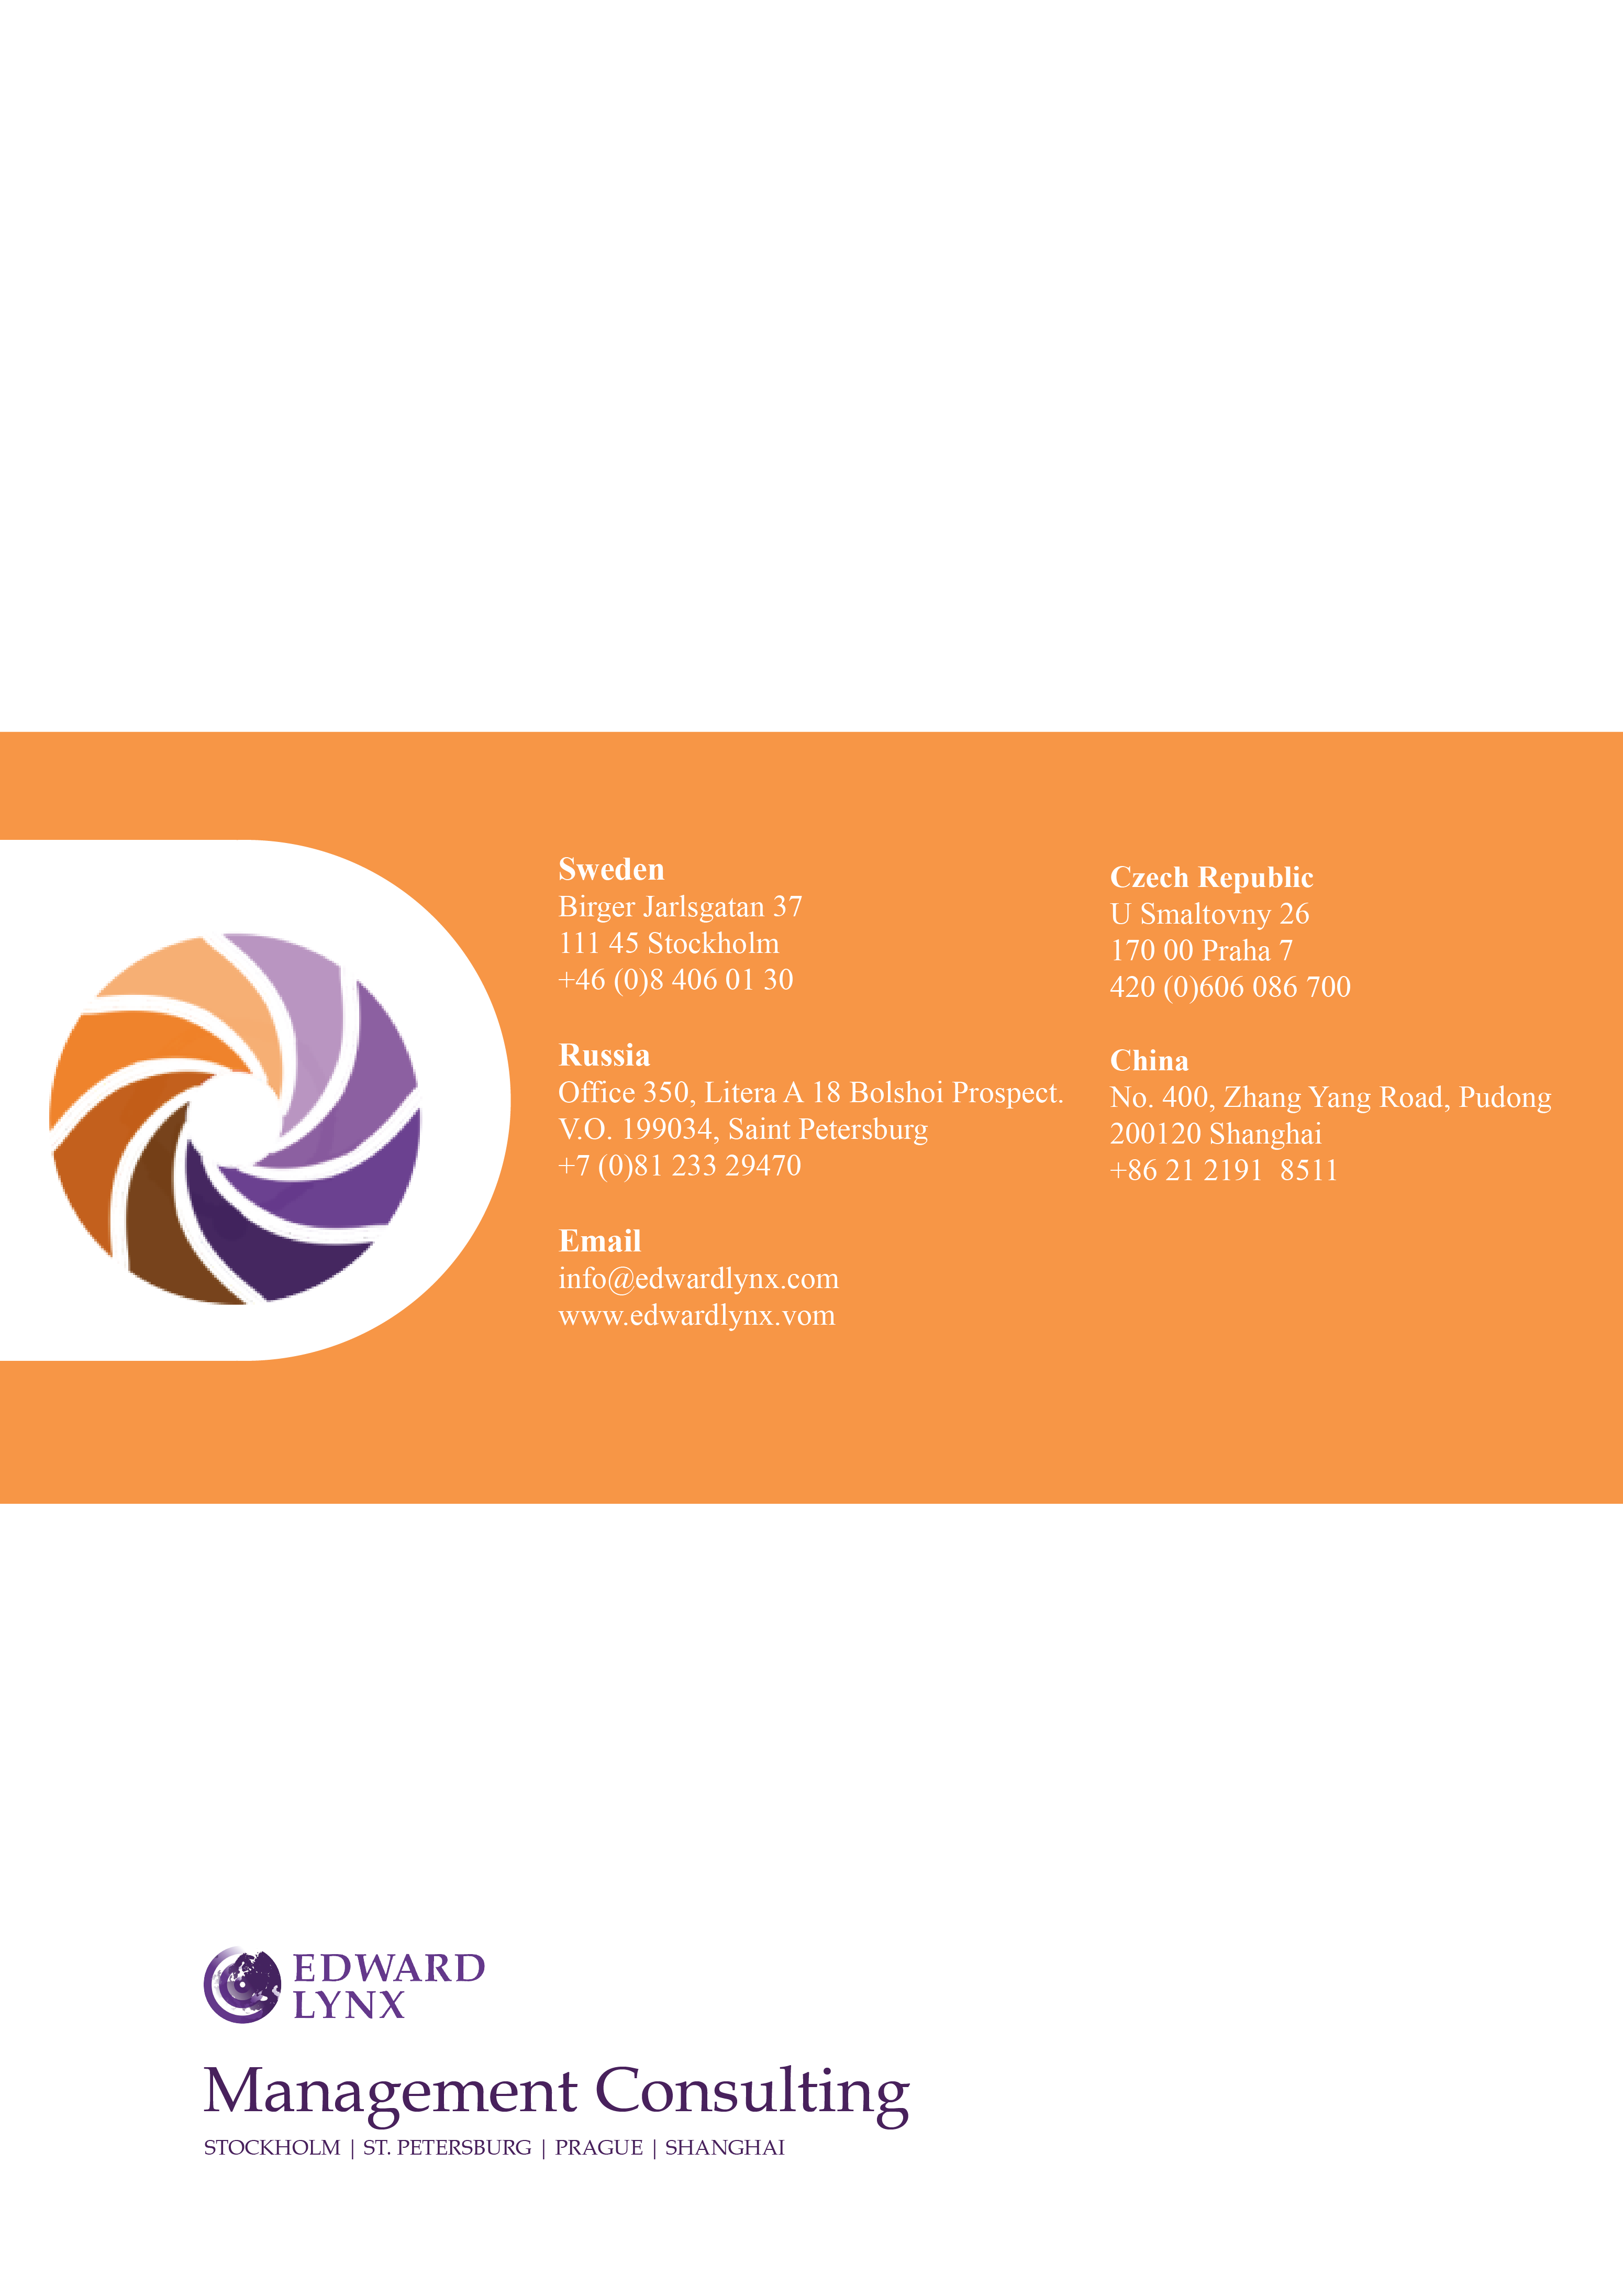 Sweden
Birger Jarlsgatan 37
111 45 Stockholm
+46 (0)8 406 01 30
Russia
Office 350, Litera A 18 Bolshoi Prospect.
V.O. 199034, Saint Petersburg
+7 (0)81 233 29470
Email
info@edwardlynx.com
www.edwardlynx.vom
Czech Republic
U Smaltovny 26
170 00 Praha 7
420 (0)606 086 700
China
No. 400, Zhang Yang Road, Pudong
200120 Shanghai
+86 21 2191  8511
EDWARD
LYNX
Management Consulting
STOCKHOLM | ST. PETERSBURG | PRAGUE | SHANGHAI